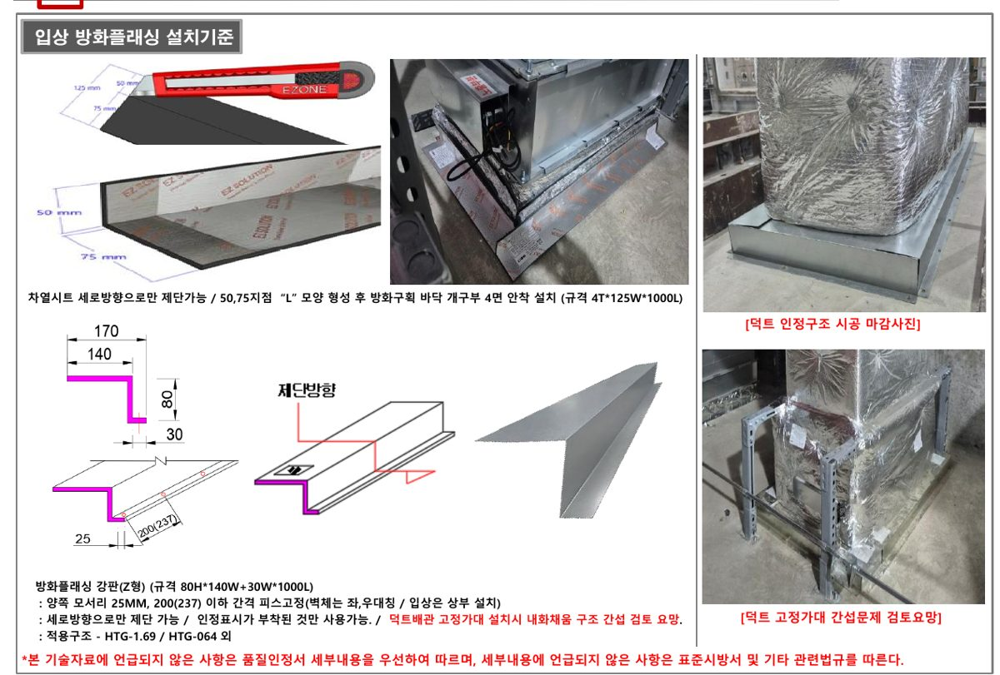 입상 방화플래싱 설치기준
125 mm
50 mm
75 mm
EZONE
EZ SOLUTION
EZ SOLUTION
EZ SOLUTION
50 mm
75 mm
차열시트 세로방향으로만 제단가능 / 50,75지점 “L” 모양 형성 후 방화구획 바닥 개구부 4면 안착 설치 (규격 4T*125W*1000L)
[덕트 인정구조 시공 마감사진]
170
140
80
30
제단방향
200(237)
25
[덕트 고정가대 간섭문제 검토요망]
방화플래싱 강판(Z형) (규격 80H*140W+30W*1000L)
: 양쪽 모서리 25MM, 200(237) 이하 간격 피스고정(벽체는 좌,우대칭 / 입상은 상부 설치)
: 세로방향으로만 제단 가능 / 인정표시가 부착된 것만 사용가능. / 덕트배관 고정가대 설치시 내화채움 구조 간섭 검토 요망.
: 적용구조 - HTG-1.69 / HTG-064 외
*본 기술자료에 언급되지 않은 사항은 품질인정서 세부내용을 우선하여 따르며, 세부내용에 언급되지 않은 사항은 표준시방서 및 기타 관련법규를 따른다.